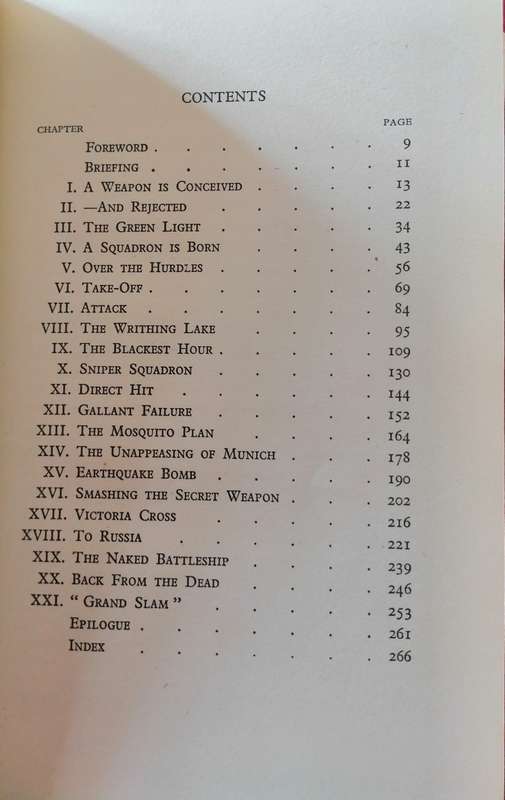 CONTENTS
CHAPTER PAGE
FOREWORD . . . . . . . 9
BRIEFING . . . . . . . 11
I. A WEAPON IS CONCEIVED . . . . 13
II. —AND REJECTED . . . . . 22
III. THE GREEN LIGHT . . . . . 34
IV. A SQUADRON IS BORN . . . . 43
V. OVER THE HURDLES . . . . . 56
VI. TAKE-OFF . . . . . . . 69
VII. ATTACK . . . . . . . 84
VIII. THE WRITHING LAKE . . . . 95
IX. THE BLACKEST HOUR . . . . . 109
X. SNIPER SQUADRON . . . . . 130
XI. DIRECT HIT . . . . . . 144
XII. GALLANT FAILURE . . . . . 152
XIII. THE MOSQUITO PLAN . . . . 164
XIV. THE UNAPPEASING OF MUNICH . . . 178
XV. EARTHQUAKE BOMB . . . . . 190
XVI. SMASHING THE SECRET WEAPON . . . 202
XVII. VICTORIA CROSS . . . . . 216
XVIII. TO RUSSIA . . . . . . 221
XIX. THE NAKED BATTLESHIP . . . . 239
XX. BACK FROM THE DEAD . . . . 246
XXI. " GRAND SLAM " . . . . . 253
EPILOGUE . . . . . . . 261
INDEX . . . . . . . 266